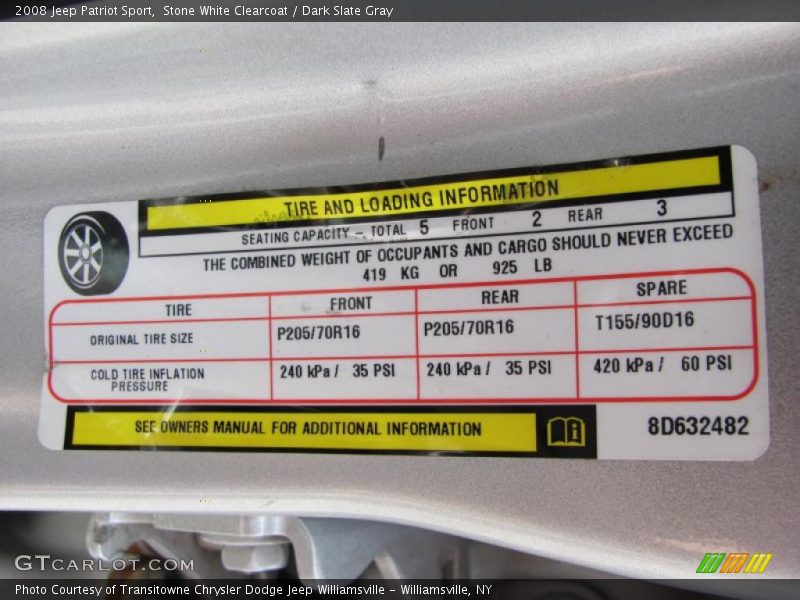 2008 Jeep Patriot Sport,  Stone White Clearcoat / Dark Slate Gray
TIRE AND LOADING INFORMATION
SEATING CAPACITY – TOTAL 5 FRONT 2 REAR 3
THE COMBINED WEIGHT OF OCCUPANTS AND CARGO SHOULD NEVER EXCEED
419 KG OR 925 LB
TIRE FRONT REAR SPARE
ORIGINAL TIRE SIZE P205/70R16 P205/70R16 T155/90D16
COLD TIRE INFLATION PRESSURE 240 kPa / 35 PSI 240 kPa / 35 PSI 420 kPa / 60 PSI
SEE OWNERS MANUAL FOR ADDITIONAL INFORMATION
8D632482
GTCARLOT.COM
Photo Courtesy of Transitowne Chrysler Dodge Jeep Williamsville – Williamsville, NY